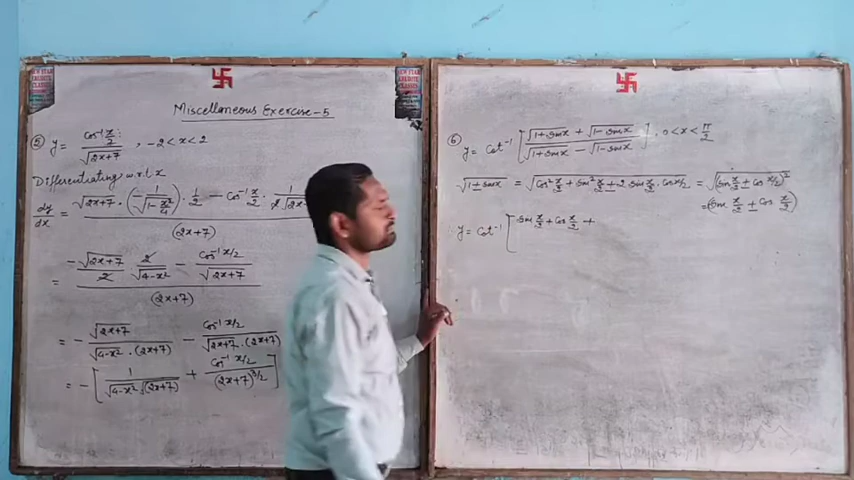 NEW STAR
Miscellaneous Exercise-5
⑤ y = cos⁻¹ x/2 / √2x+7 , -2<x<2
Differentiating w.r.t x
dy/dx = √2x+7 · (-1/√1-x²/4) · 1/2 - cos⁻¹ x/2 · 1/2√2x+7 / (2x+7)
= -√2x+7/2 · 2/√4-x² - cos⁻¹ x/2 / √2x+7 / (2x+7)
= - √2x+7 / √4-x² · (2x+7) - cos⁻¹ x/2 / √2x+7 · (2x+7)
= - [ 1 / √4-x² √(2x+7) + cos⁻¹ x/2 / (2x+7)^3/2 ]
⑥ y = cot⁻¹ [ √1+sinx + √1-sinx / √1+sinx - √1-sinx ] , 0<x<π/2
√1±sinx = √cos² x/2 + sin² x/2 ± 2·sin x/2 · cos x/2 = √(sin x/2 ± cos x/2)²
= (sin x/2 ± cos x/2)
y = cot⁻¹ [ sin x/2 + cos x/2 +